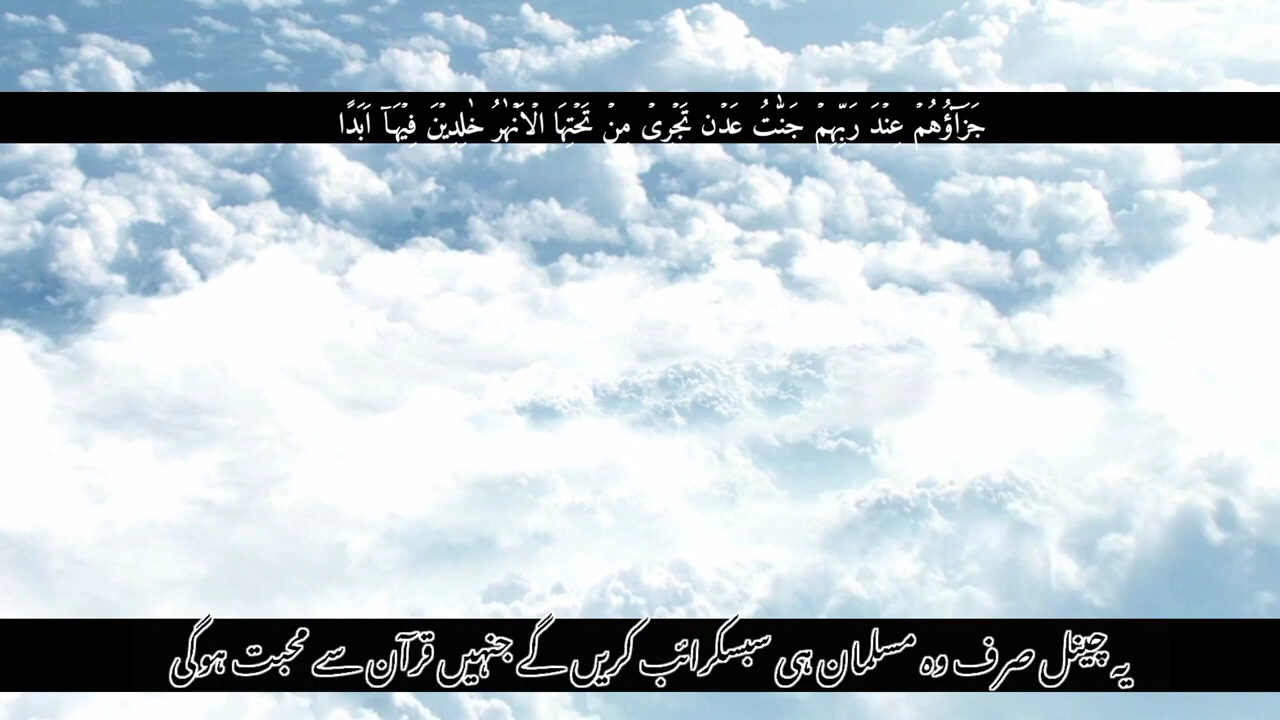 جَزَآؤُهُمۡ عِنۡدَ رَبِّهِمۡ جَنّٰتُ عَدۡنٍ تَجۡرِىۡ مِنۡ تَحۡتِهَا الۡاَنۡهٰرُ خٰلِدِيۡنَ فِيۡهَاۤ اَبَدًا
یہ چینل صرف وہ مسلمان ہی سبسکرائب کریں گے جنہیں قرآن سے محبت ہوگی